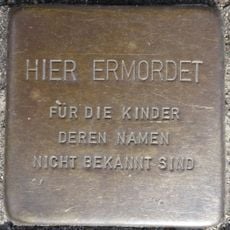 HIER ERMORDET
FÜR DIE KINDER
DEREN NAMEN
NICHT BEKANNT SIND